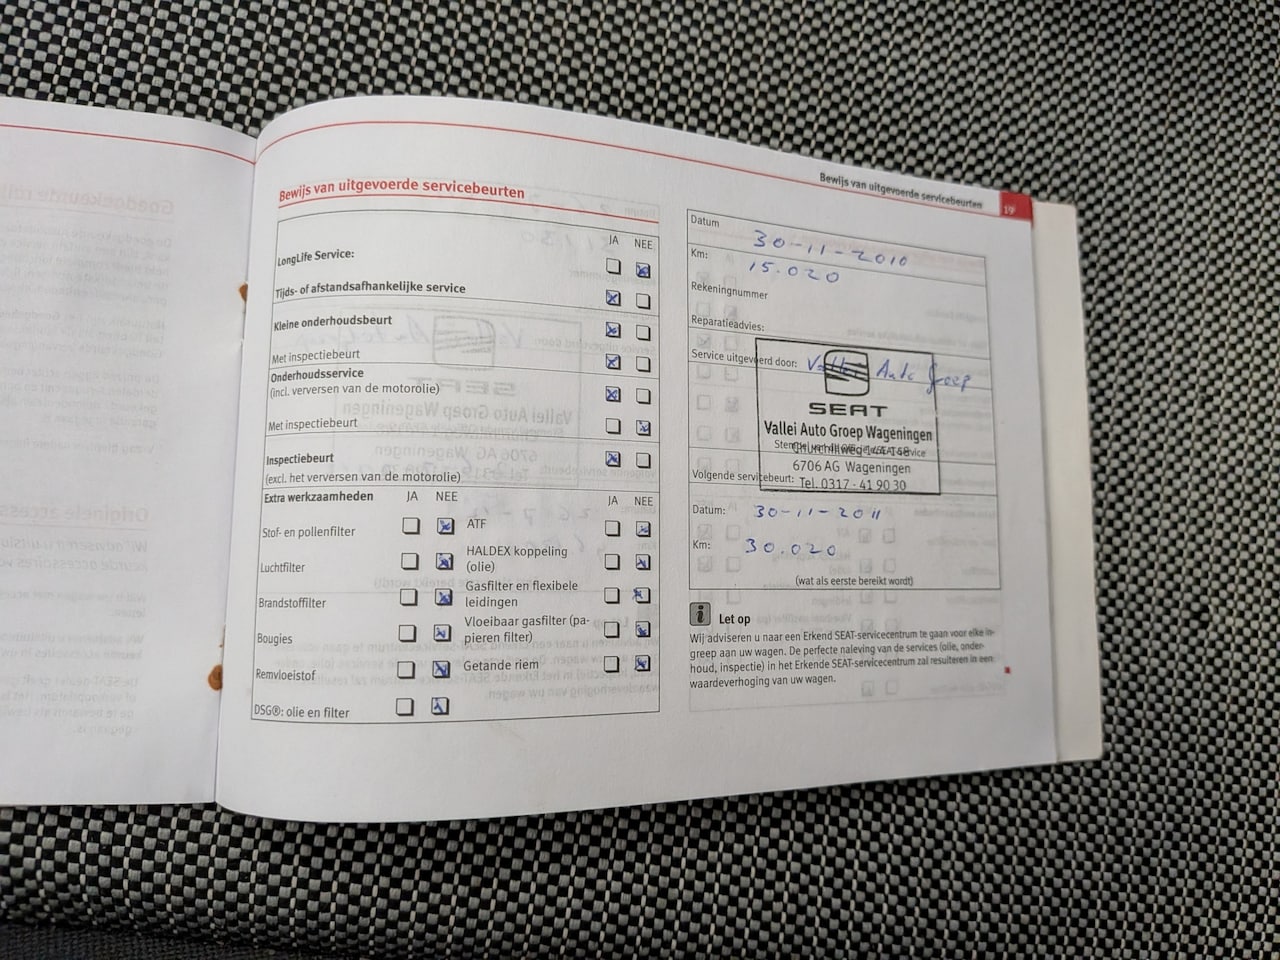 Bewijs van uitgevoerde servicebeurten
19
Bewijs van uitgevoerde servicebeurten
JA NEE
LongLife Service:
Tijds- of afstandsafhankelijke service
Kleine onderhoudsbeurt
Met inspectiebeurt
Onderhoudsservice
(incl. verversen van de motorolie)
Met inspectiebeurt
Inspectiebeurt
(excl. het verversen van de motorolie)
Extra werkzaamheden JA NEE JA NEE
Stof- en pollenfilter
Luchtfilter
Brandstoffilter
Bougies
Remvloeistof
DSG®: olie en filter
ATF
HALDEX koppeling
(olie)
Gasfilter en flexibele
leidingen
Vloeibaar gasfilter (pa-
pieren filter)
Getande riem
Datum 30-11-2010
Km: 15.020
Rekeningnummer
Reparatieadvies:
Service uitgevoerd door: Vallei Auto Groep
SEAT
Vallei Auto Groep Wageningen
Churchillweg 146
6706 AG Wageningen
Tel. 0317 - 41 90 30
Volgende servicebeurt:
Datum: 30-11-2011
Km: 30.020
(wat als eerste bereikt wordt)
i Let op
Wij adviseren u naar een Erkend SEAT-servicecentrum te gaan voor elke in-
greep aan uw wagen. De perfecte naleving van de services (olie, onder-
houd, inspectie) in het Erkende SEAT-servicecentrum zal resulteren in een
waardeverhoging van uw wagen.